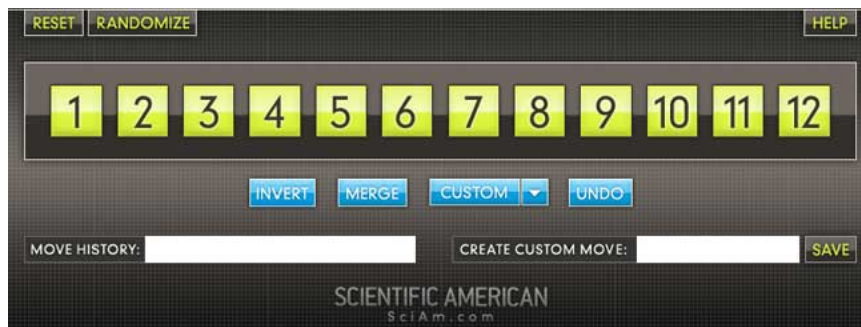 RESET RANDOMIZE HELP
1 2 3 4 5 6 7 8 9 10 11 12
INVERT MERGE CUSTOM UNDO
MOVE HISTORY: CREATE CUSTOM MOVE: SAVE
SCIENTIFIC AMERICAN
SciAm.com